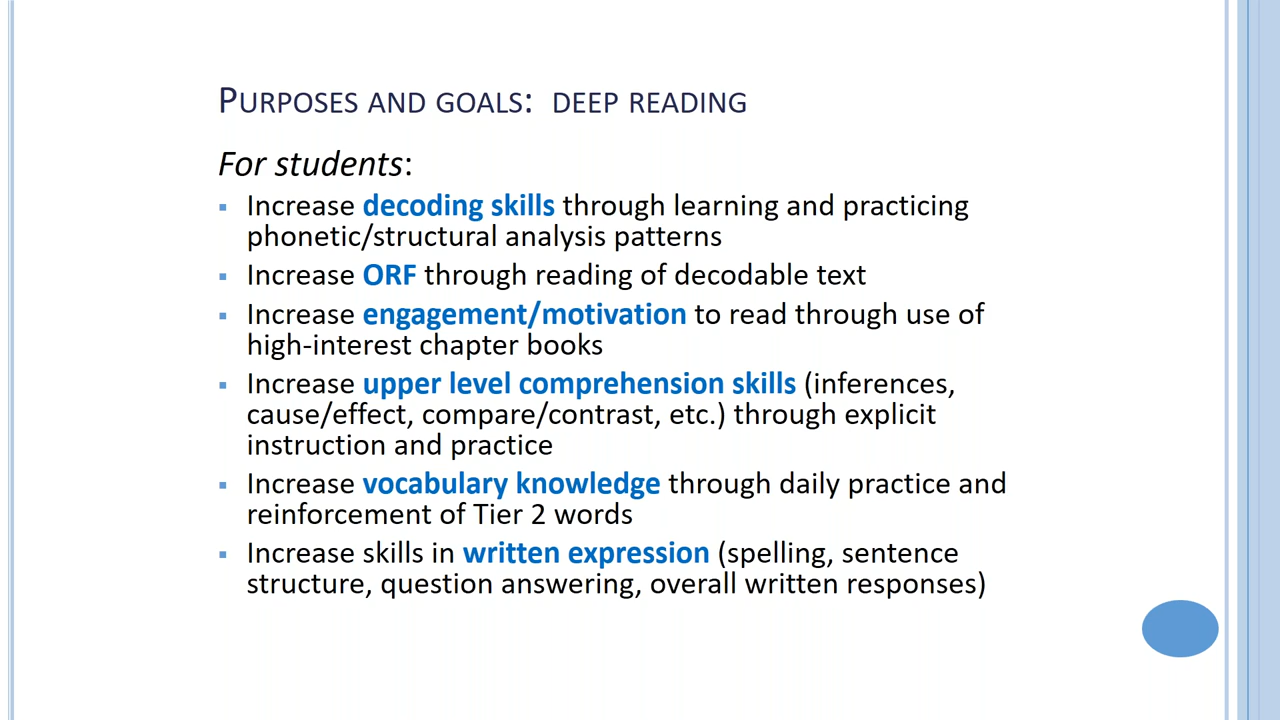 Purposes and goals: deep reading
For students:
▪ Increase decoding skills through learning and practicing
phonetic/structural analysis patterns
▪ Increase ORF through reading of decodable text
▪ Increase engagement/motivation to read through use of
high-interest chapter books
▪ Increase upper level comprehension skills (inferences,
cause/effect, compare/contrast, etc.) through explicit
instruction and practice
▪ Increase vocabulary knowledge through daily practice and
reinforcement of Tier 2 words
▪ Increase skills in written expression (spelling, sentence
structure, question answering, overall written responses)